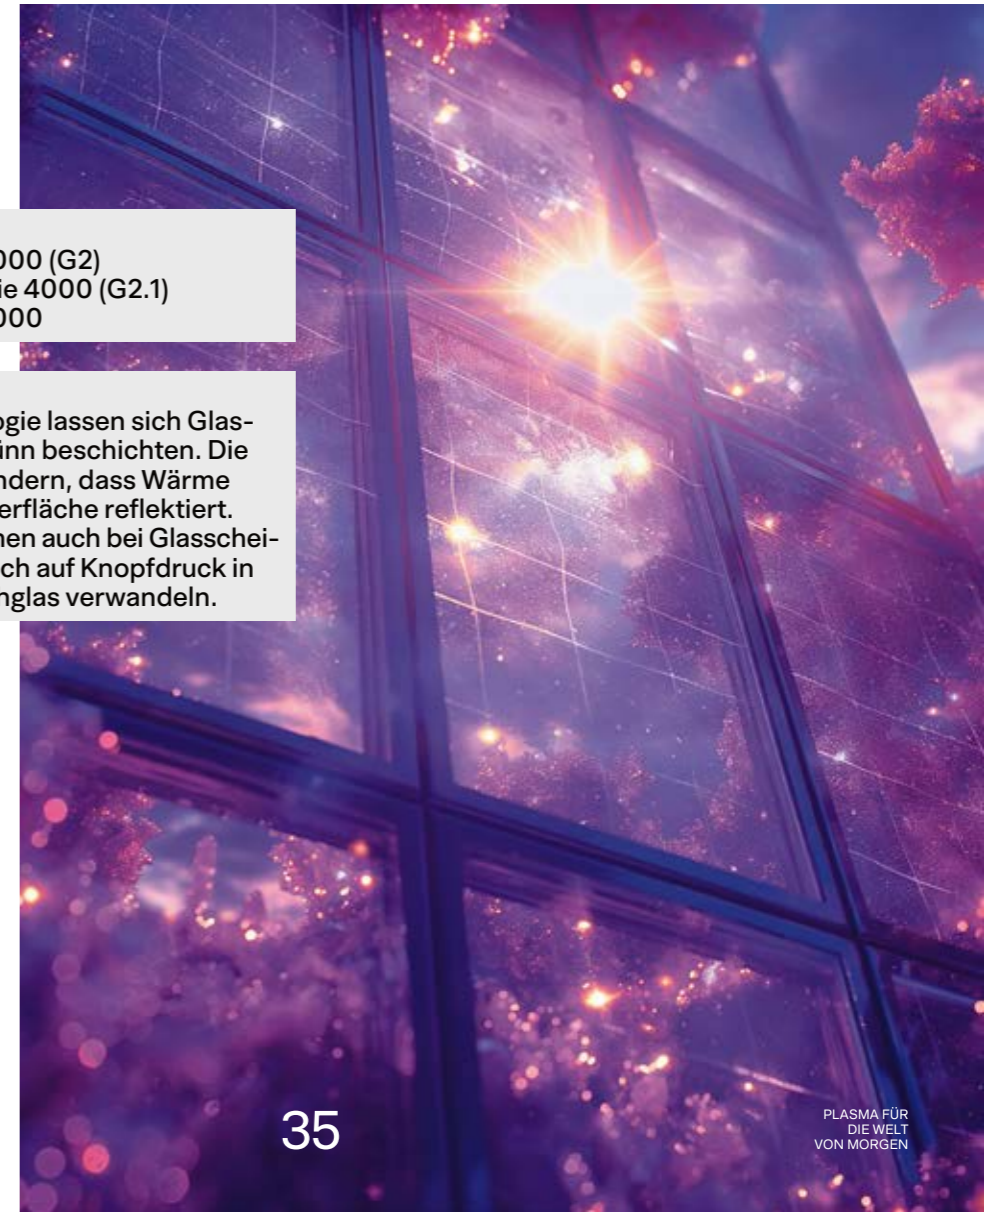 000 (G2)
ie 4000 (G2.1)
000
ogie lassen sich Glas-
ünn beschichten. Die
ndern, dass Wärme
erfläche reflektiert.
nen auch bei Glasschei-
ch auf Knopfdruck in
nglas verwandeln.
35
PLASMA FÜR
DIE WELT
VON MORGEN